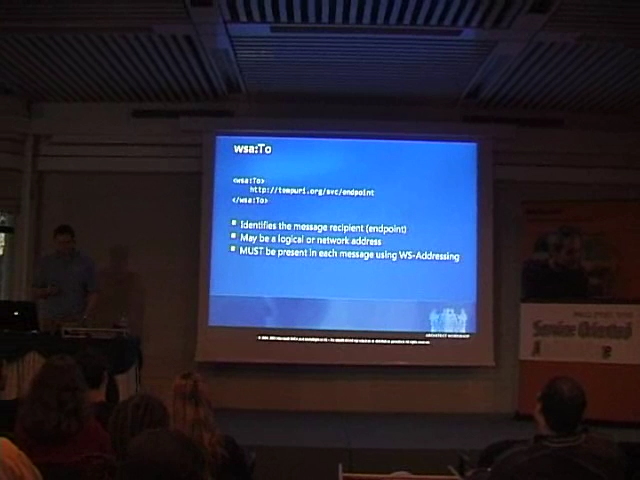 wsa:To
<wsa:To>
http://tempuri.org/svc/endpoint
</wsa:To>
Identifies the message recipient (endpoint)
May be a logical or network address
MUST be present in each message using WS-Addressing
Service Oriented